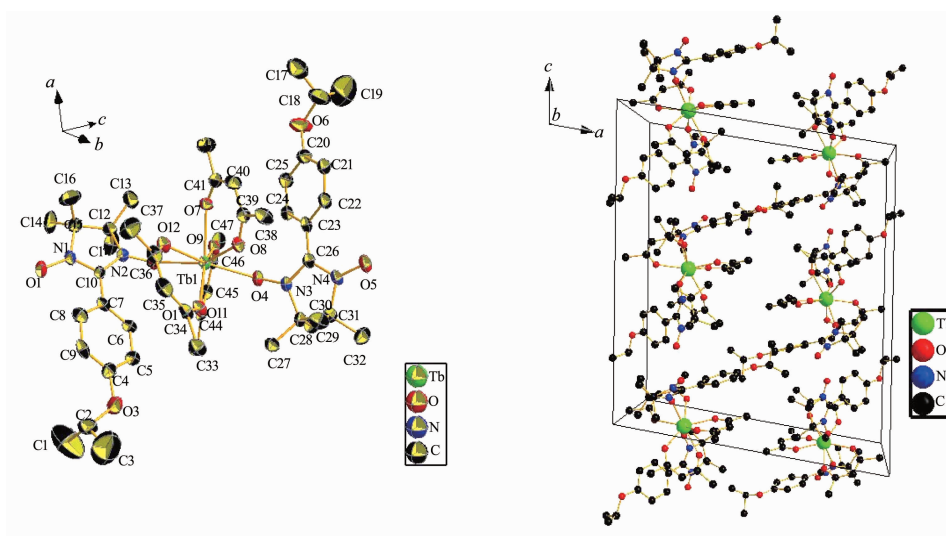 a
c
b
C17
C18
C19
O6
C20
C25
C21
C24
C22
C23
C16
C13
C14
C12
C37
O12
N1
N2
O1
C10
C36
C41
C40
O7
C39
C38
O9
C47
O8
C46
Tb1
C26
O4
N4
O5
N3
C45
C35
O1
O11
C34
C44
C33
C30
C31
C29
C28
C27
C32
C7
C8
C6
C9
C5
C4
O3
C2
C1
C3
Tb
O
N
C
c
b
a
O
N
C